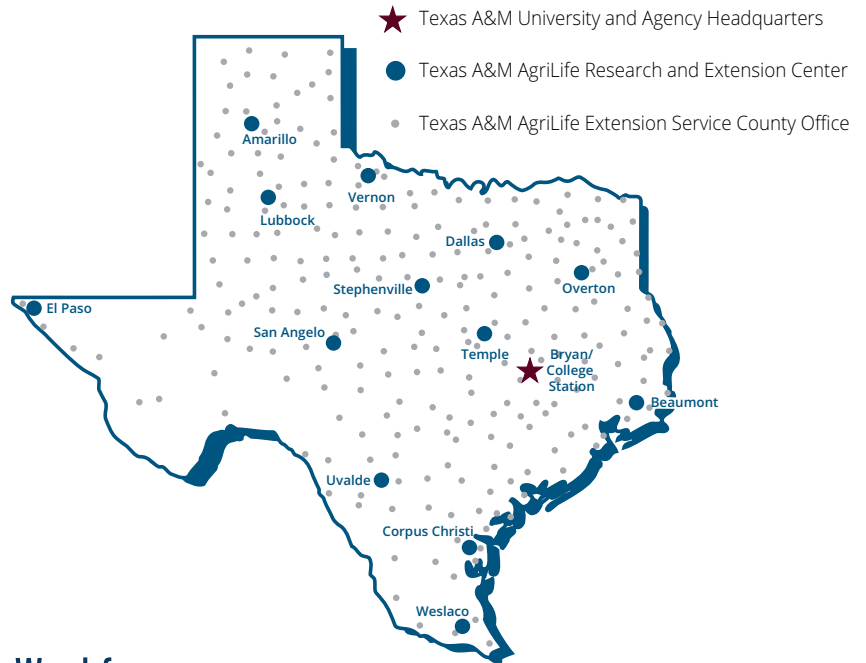 Texas A&M University and Agency Headquarters
Texas A&M AgriLife Research and Extension Center
Texas A&M AgriLife Extension Service County Office
Amarillo
Vernon
Lubbock
Dallas
Overton
Stephenville
El Paso
San Angelo
Temple
Bryan/
College
Station
Beaumont
Uvalde
Corpus Christi
Weslaco